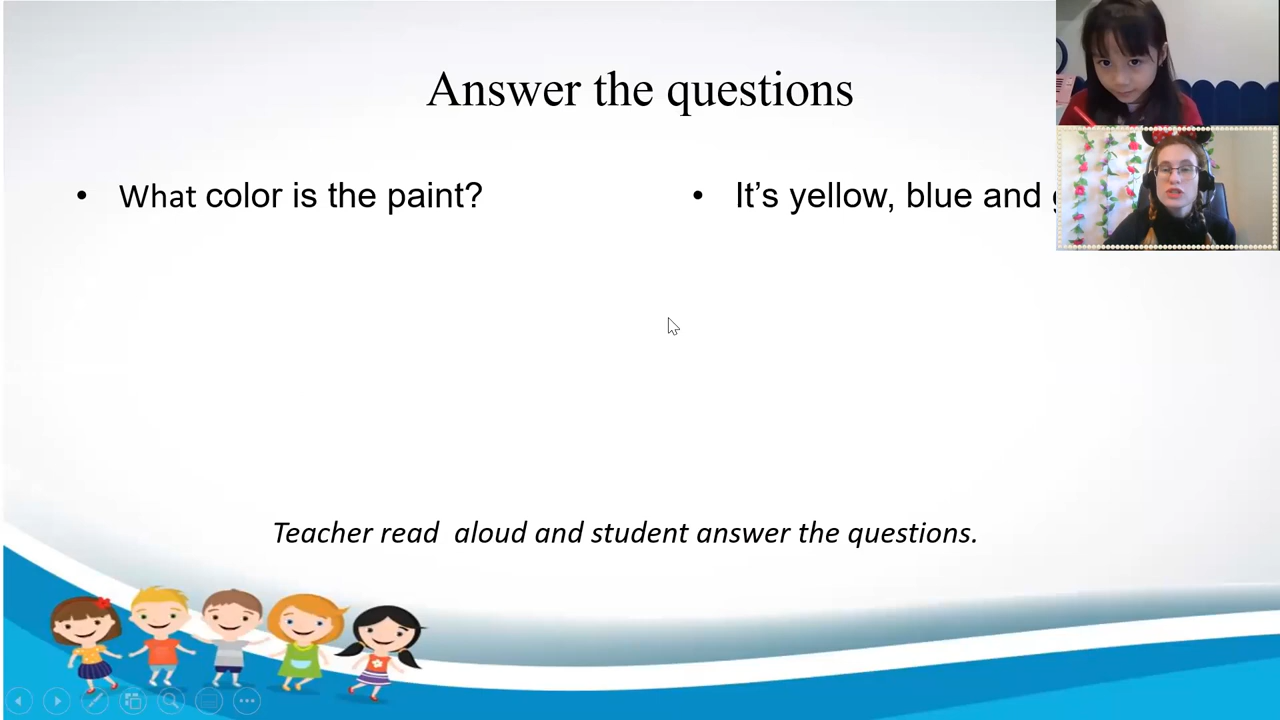 Answer the questions
• What color is the paint?
• It's yellow, blue and
Teacher read  aloud and student answer the questions.